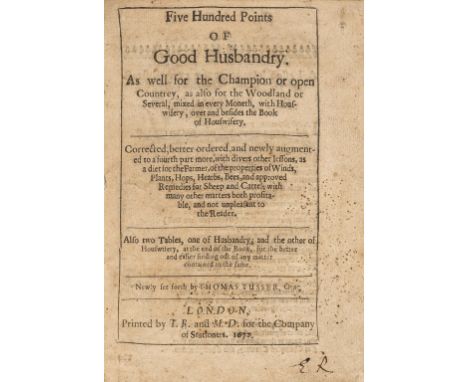 Five Hundred Points
OF
Good Husbandry.
As well for the Champion or open
Countrey, as also for the Woodland or
Several, mixed in every Moneth, with Hous-
wifery, over and besides the Book
of Houswifery.
Corrected, better ordered, and newly augment-
ed to a fourth part more, with divers other lessons, as
a diet for the Farmer, of the properties of Winds,
Plants, Hops, Hearbs, Bees, and approved
Remedies for Sheep and Cattel, with
many other matters both profita-
ble, and not unpleasant to
the Reader.
Also two Tables, one of Husbandry, and the other of
Houswifery, at the end of the Book, for the better
and easier finding out of any matter
contained in the same.
Newly set forth by THOMAS TUSSER, Gent.
LONDON,
Printed by T. R. and M. D. for the Company
of Stationers. 1672.
E R